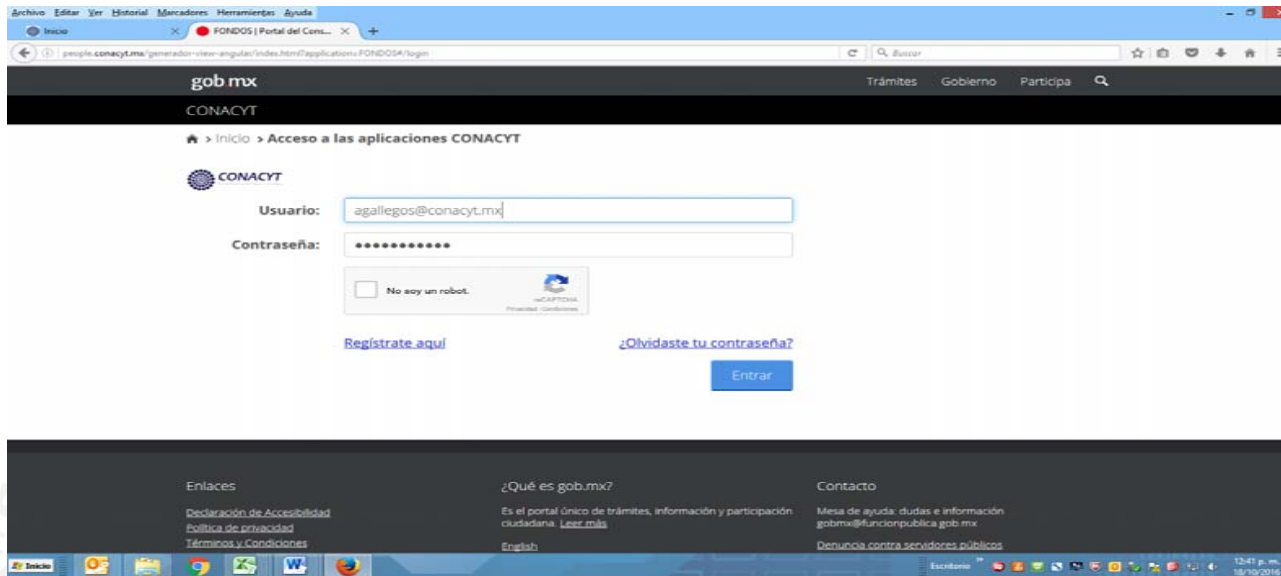 Archivo Editar Ver Historial Marcadores Herramientas Ayuda
Inicio
FONDOS | Portal del Cons...
people.conacyt.mx/generador-view-angular/index.html?application=FONDOS#/login
Buscar
gob.mx
Trámites Gobierno Participa
CONACYT
> Inicio > Acceso a las aplicaciones CONACYT
CONACYT
Usuario: agallegos@conacyt.mx
Contraseña: •••••••••••
No soy un robot.
reCAPTCHA
Privacidad - Condiciones
Regístrate aquí
¿Olvidaste tu contraseña?
Entrar
Enlaces
Declaración de Accesibilidad
Política de privacidad
Términos y Condiciones
¿Qué es gob.mx?
Es el portal único de trámites, información y participación
ciudadana. Leer más
English
Contacto
Mesa de ayuda: dudas e información
gobmx@funcionpublica.gob.mx
Denuncia contra servidores públicos
Inicio
Escritorio
12:41 p. m.
18/10/2016